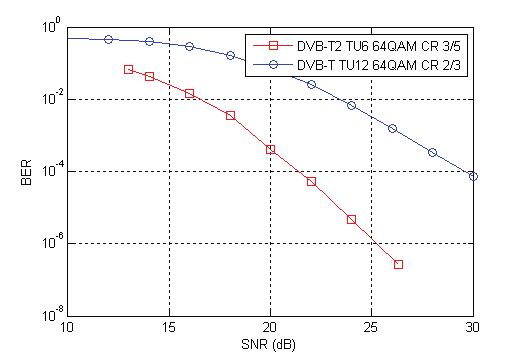 10^0
10^-2
10^-4
10^-6
10^-8
BER
DVB-T2 TU6 64QAM CR 3/5
DVB-T TU12 64QAM CR 2/3
10 15 20 25 30
SNR (dB)